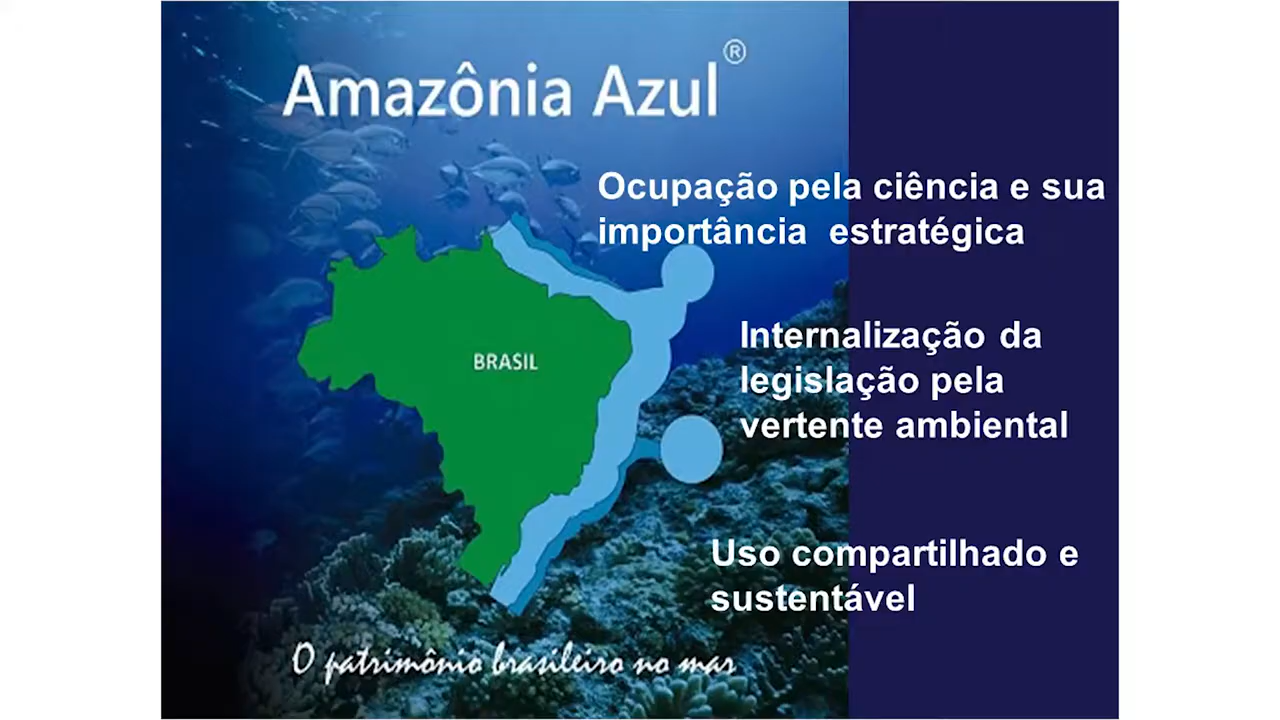 Amazônia Azul®
Ocupação pela ciência e sua
importância estratégica
BRASIL
Internalização da
legislação pela
vertente ambiental
Uso compartilhado e
sustentável
O patrimônio brasileiro no mar